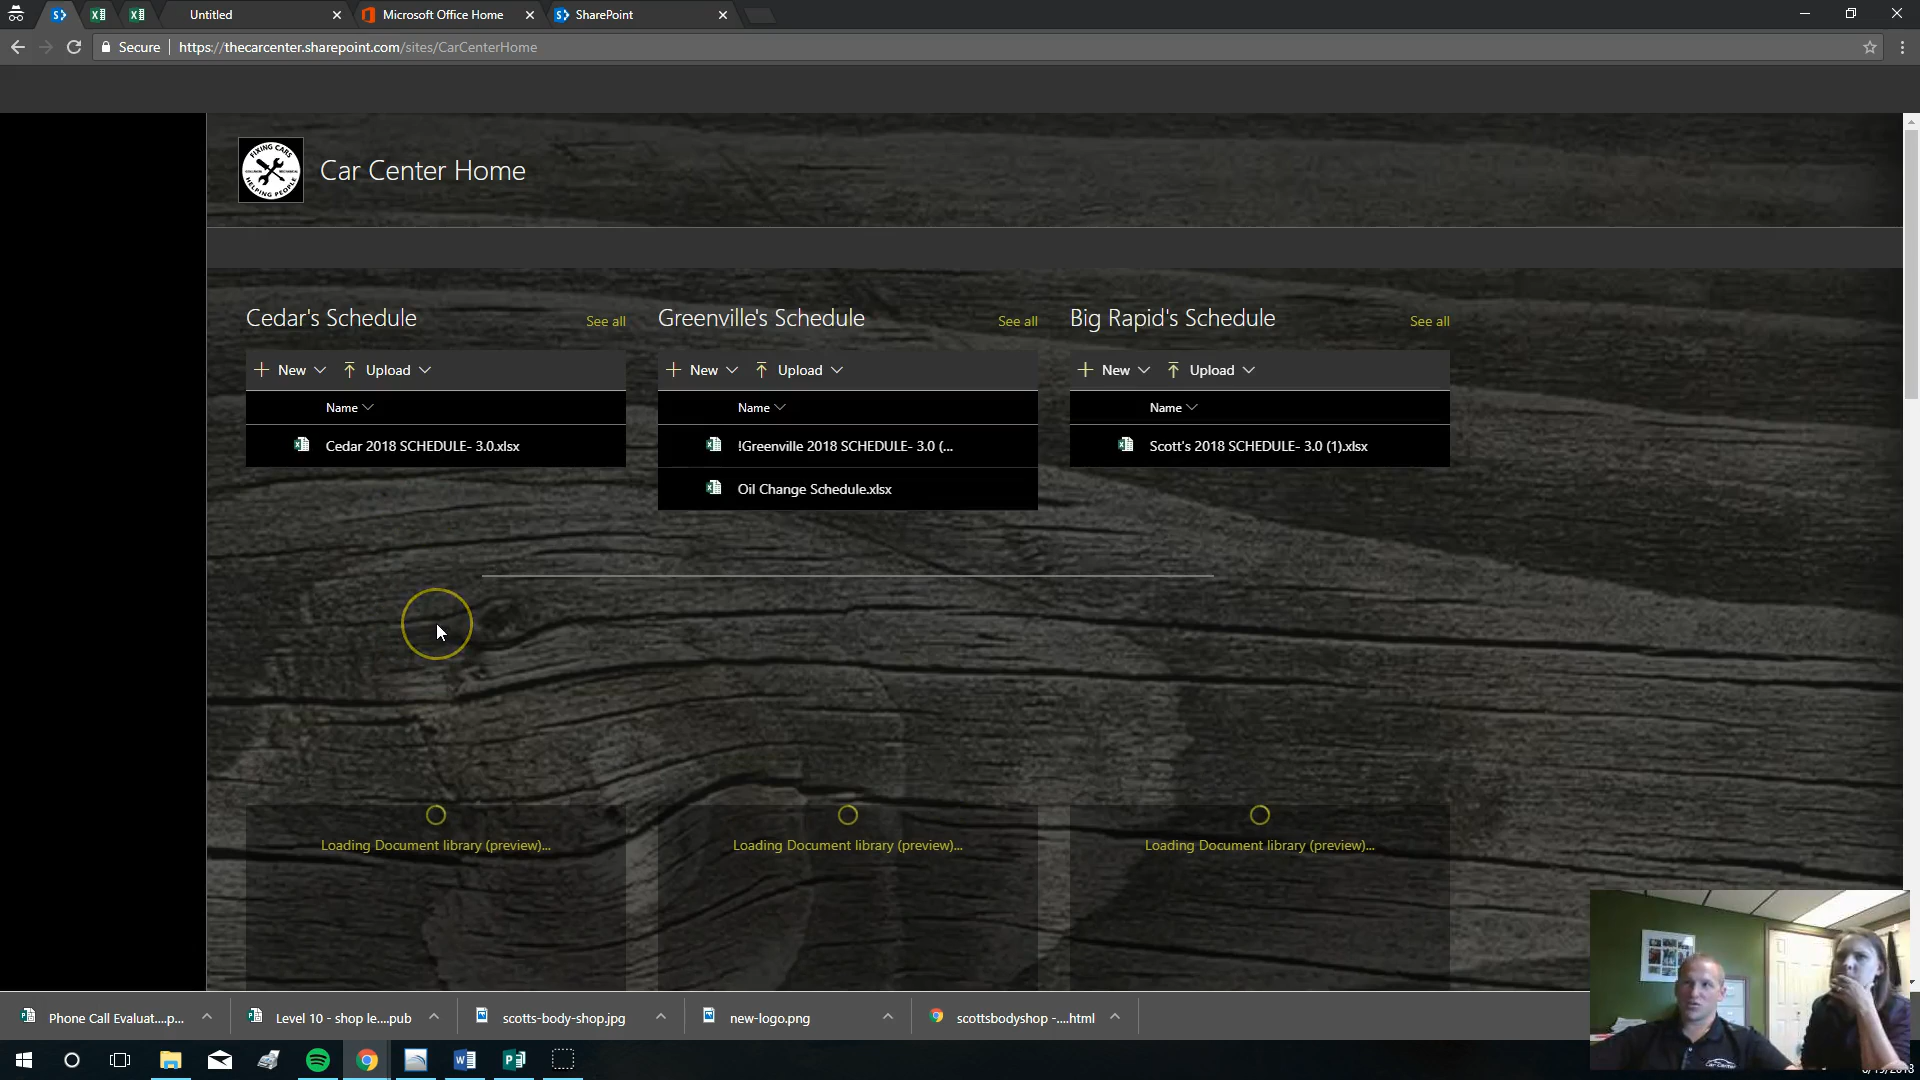 Untitled
Microsoft Office Home
SharePoint
Secure https://thecarcenter.sharepoint.com/sites/CarCenterHome
FIXING CARS
HELPING PEOPLE
Car Center Home
Cedar's Schedule See all
New Upload
Name
Cedar 2018 SCHEDULE- 3.0.xlsx
Greenville's Schedule See all
New Upload
Name
!Greenville 2018 SCHEDULE- 3.0 (...
Oil Change Schedule.xlsx
Big Rapid's Schedule See all
New Upload
Name
Scott's 2018 SCHEDULE- 3.0 (1).xlsx
Loading Document library (preview)...
Loading Document library (preview)...
Loading Document library (preview)...
Phone Call Evaluat....p...
Level 10 - shop le....pub
scotts-body-shop.jpg
new-logo.png
scottsbodyshop -....html